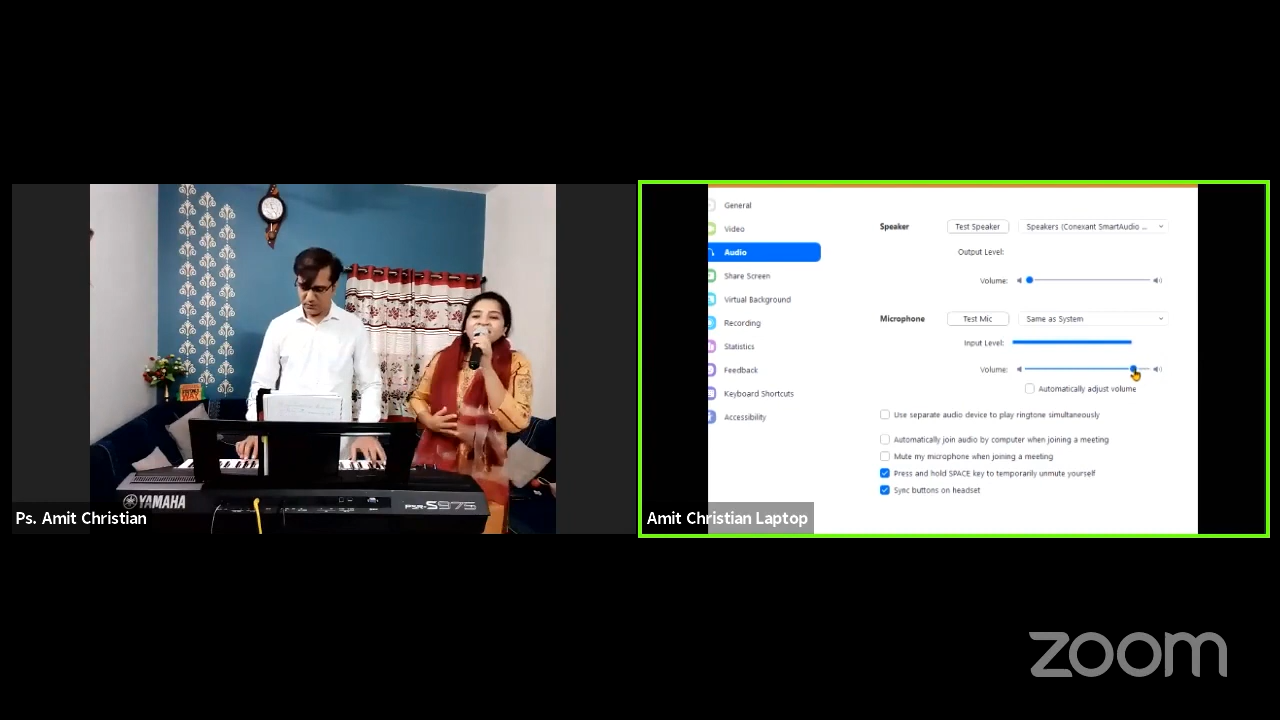 YAMAHA
PSR-S975
Ps. Amit Christian
General
Video
Audio
Share Screen
Virtual Background
Recording
Statistics
Feedback
Keyboard Shortcuts
Accessibility
Speaker
Test Speaker
Speakers (Conexant SmartAudio ...
Output Level:
Volume:
Microphone
Test Mic
Same as System
Input Level:
Volume:
Automatically adjust volume
Use separate audio device to play ringtone simultaneously
Automatically join audio by computer when joining a meeting
Mute my microphone when joining a meeting
Press and hold SPACE key to temporarily unmute yourself
Sync buttons on headset
Amit Christian Laptop
zoom